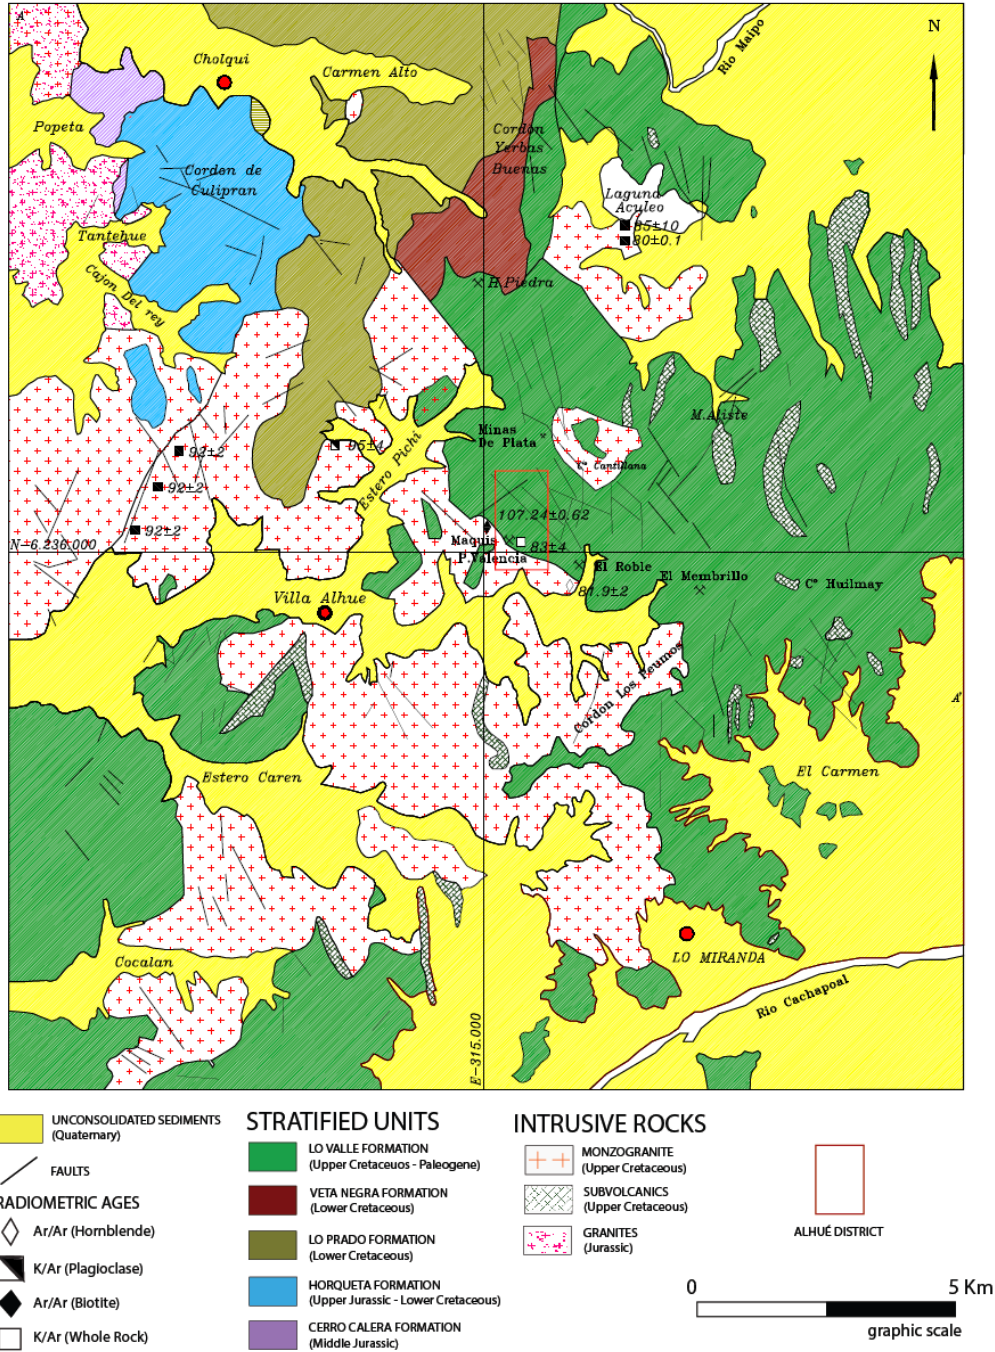 A
N
Rio Maipo
Cholqui
Carmen Alto
Popeta
Cordon
Yerbas
Buenas
Cordon de
Culipran
Laguna
Aculeo
85±10
80±0.1
Tantehue
Cajon Del rey
H.Piedra
M.Aliste
Minas
De Plata
Cº Cantillana
95±4
Estero Pichi
92±2
92±2
92±2
107.24±0.62
N-6.236.000
Maquis
83±4
P.Valencia
El Roble
El Membrillo
Cº Huilmay
81.9±2
Villa Alhue
Cordon Los Peumos
A'
Estero Caren
El Carmen
Cocalan
LO MIRANDA
Rio Cachapoal
E-315.000
UNCONSOLIDATED SEDIMENTS
(Quaternary)
FAULTS
RADIOMETRIC AGES
Ar/Ar (Hornblende)
K/Ar (Plagioclase)
Ar/Ar (Biotite)
K/Ar (Whole Rock)
STRATIFIED UNITS
LO VALLE FORMATION
(Upper Cretaceuos - Paleogene)
VETA NEGRA FORMATION
(Lower Cretaceous)
LO PRADO FORMATION
(Lower Cretaceous)
HORQUETA FORMATION
(Upper Jurassic - Lower Cretaceous)
CERRO CALERA FORMATION
(Middle Jurassic)
INTRUSIVE ROCKS
MONZOGRANITE
(Upper Cretaceous)
SUBVOLCANICS
(Upper Cretaceous)
GRANITES
(Jurassic)
ALHUÉ DISTRICT
0 5 Km
graphic scale